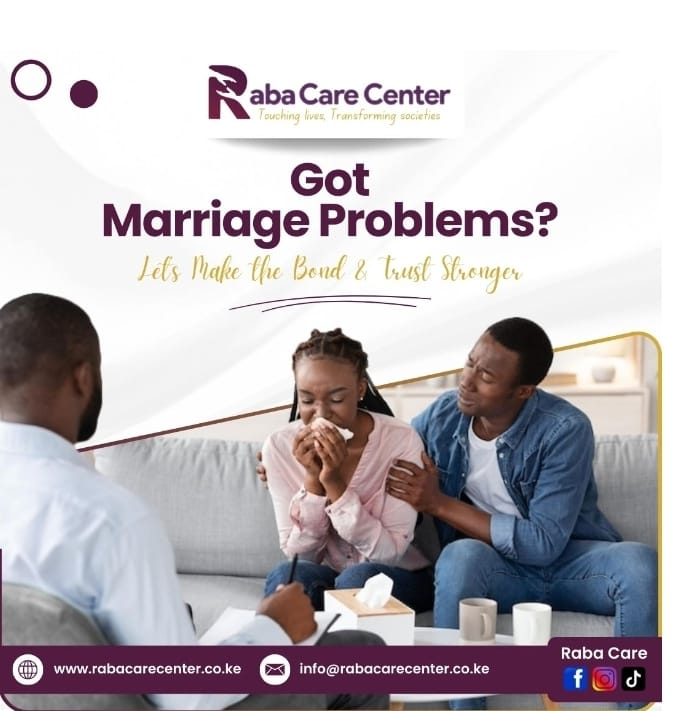 Raba Care Center
Touching lives, Transforming societies
Got
Marriage Problems?
Let's Make the Bond & Trust Stronger
www.rabacarecenter.co.ke
info@rabacarecenter.co.ke
Raba Care